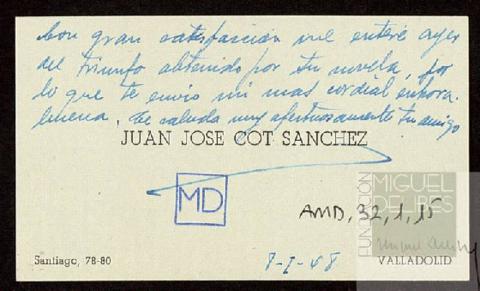 Con gran satisfacción me enteré ayer
del triunfo obtenido por tu novela, por
lo que te envío mi mas cordial enhora-
buena, te saluda muy afectuosamente tu amigo
JUAN JOSE COT SANCHEZ
MD
AMD, 32, 1, 15
FUNDACIÓN
MIGUEL
DELIBES
Santiago, 78-80
8-I-48
VALLADOLID